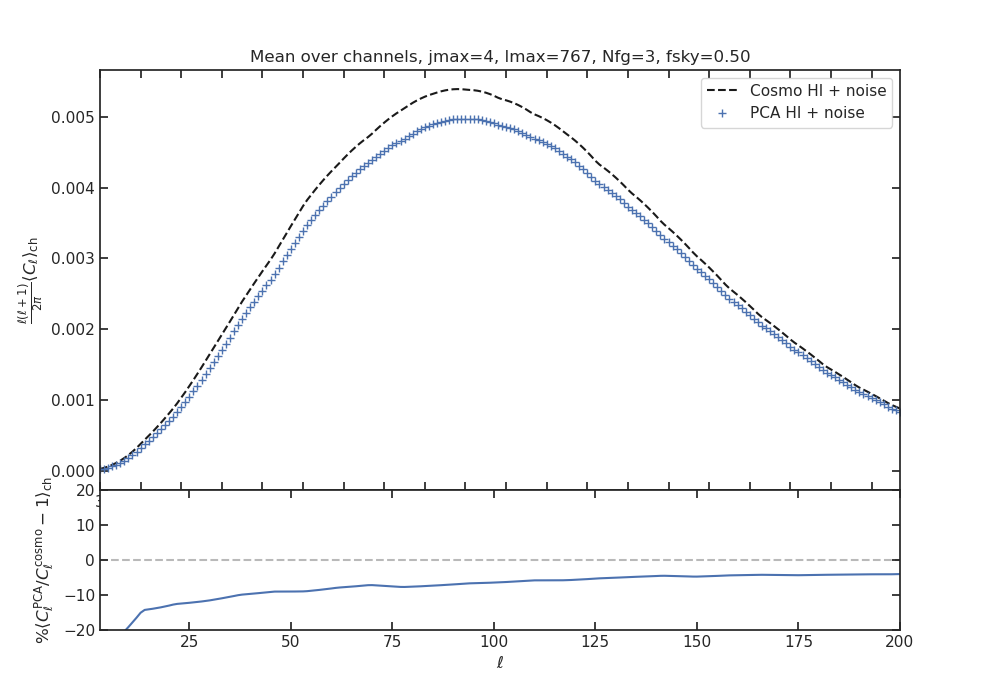 Mean over channels, jmax=4, lmax=767, Nfg=3, fsky=0.50
Cosmo HI + noise
PCA HI + noise
0.005
0.004
0.003
0.002
0.001
0.000
ℓ(ℓ+1)/2π ⟨Cℓ⟩ch
20
10
0
−10
−20
%⟨Cℓ^PCA/Cℓ^cosmo − 1⟩ch
25 50 75 100 125 150 175 200
ℓ